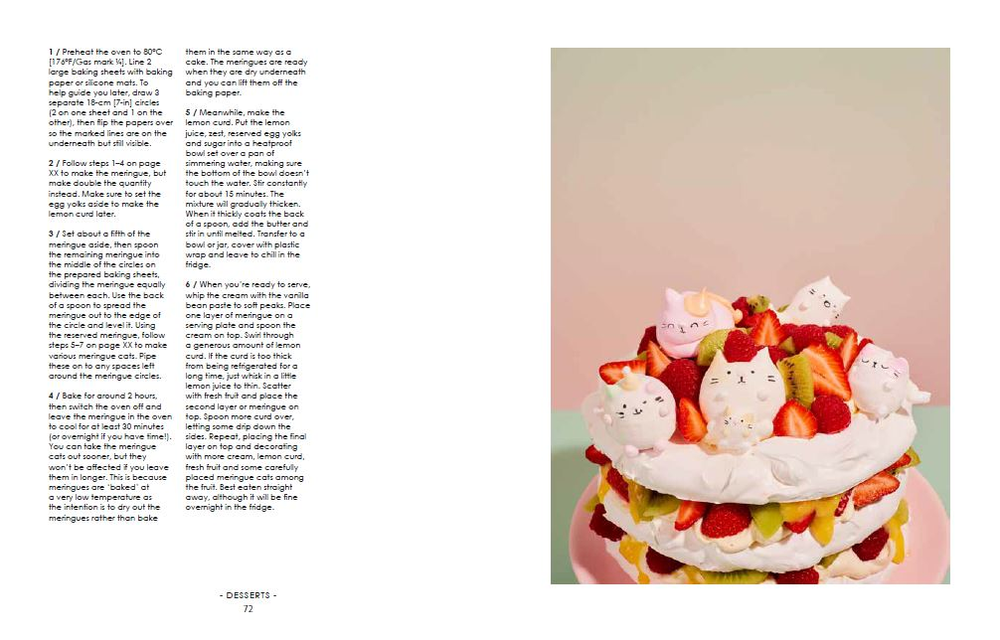 1 / Preheat the oven to 80°C
[176°F/Gas mark ¼]. Line 2
large baking sheets with baking
paper or silicone mats. To
help guide you later, draw 3
separate 18-cm [7-in] circles
(2 on one sheet and 1 on the
other), then flip the papers over
so the marked lines are on the
underneath but still visible.
2 / Follow steps 1–4 on page
XX to make the meringue, but
make double the quantity
instead. Make sure to set the
egg yolks aside to make the
lemon curd later.
3 / Set about a fifth of the
meringue aside, then spoon
the remaining meringue into
the middle of the circles on
the prepared baking sheets,
dividing the meringue equally
between each. Use the back
of a spoon to spread the
meringue out to the edge of
the circle and level it. Using
the reserved meringue, follow
steps 5–7 on page XX to make
various meringue cats. Pipe
these on to any spaces left
around the meringue circles.
4 / Bake for around 2 hours,
then switch the oven off and
leave the meringue in the oven
to cool for at least 30 minutes
(or overnight if you have time!).
You can take the meringue
cats out sooner, but they
won't be affected if you leave
them in longer. This is because
meringues are 'baked' at
a very low temperature as
the intention is to dry out the
meringues rather than bake
them in the same way as a
cake. The meringues are ready
when they are dry underneath
and you can lift them off the
baking paper.
5 / Meanwhile, make the
lemon curd. Put the lemon
juice, zest, reserved egg yolks
and sugar into a heatproof
bowl set over a pan of
simmering water, making sure
the bottom of the bowl doesn't
touch the water. Stir constantly
for about 15 minutes. The
mixture will gradually thicken.
When it thickly coats the back
of a spoon, add the butter and
stir in until melted. Transfer to a
bowl or jar, cover with plastic
wrap and leave to chill in the
fridge.
6 / When you're ready to serve,
whip the cream with the vanilla
bean paste to soft peaks. Place
one layer of meringue on a
serving plate and spoon the
cream on top. Swirl through
a generous amount of lemon
curd. If the curd is too thick
from being refrigerated for a
long time, just whisk in a little
lemon juice to thin. Scatter
with fresh fruit and place the
second layer or meringue on
top. Spoon more curd over,
letting some drip down the
sides. Repeat, placing the final
layer on top and decorating
with more cream, lemon curd,
fresh fruit and some carefully
placed meringue cats among
the fruit. Best eaten straight
away, although it will be fine
overnight in the fridge.
- DESSERTS -
72